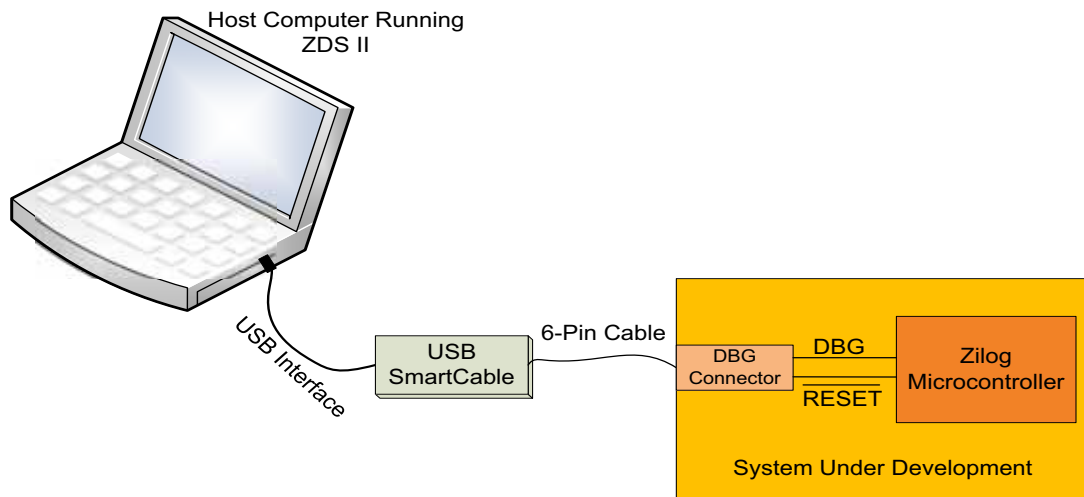 Host Computer Running
ZDS II
USB Interface
USB
SmartCable
6-Pin Cable
DBG
Connector
DBG
RESET
Zilog
Microcontroller
System Under Development